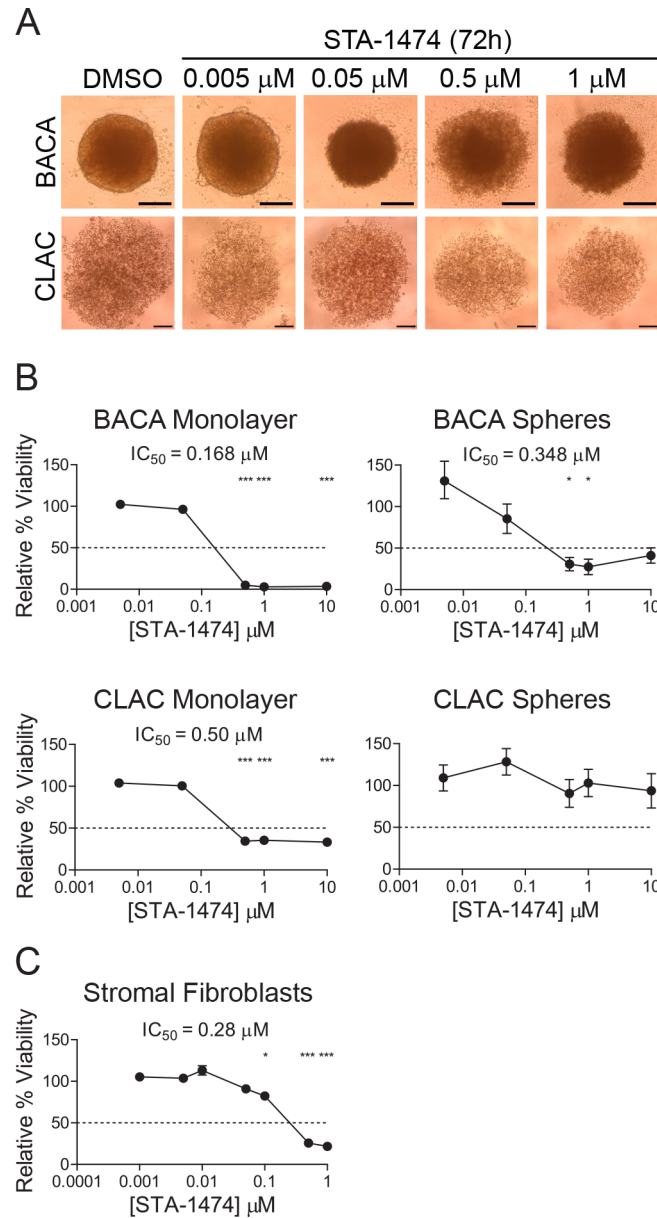 A
STA-1474 (72h)
DMSO 0.005 μM 0.05 μM 0.5 μM 1 μM
BACA
CLAC
B
BACA Monolayer
IC50 = 0.168 μM
*** *** ***
Relative % Viability
150
100
50
0
0.001 0.01 0.1 1 10
[STA-1474] μM
BACA Spheres
IC50 = 0.348 μM
* *
150
100
50
0
0.001 0.01 0.1 1 10
[STA-1474] μM
CLAC Monolayer
IC50 = 0.50 μM
*** *** ***
Relative % Viability
150
100
50
0
0.001 0.01 0.1 1 10
[STA-1474] μM
CLAC Spheres
150
100
50
0
0.001 0.01 0.1 1 10
[STA-1474] μM
C
Stromal Fibroblasts
IC50 = 0.28 μM
* *** ***
Relative % Viability
150
100
50
0
0.0001 0.001 0.01 0.1 1
[STA-1474] μM